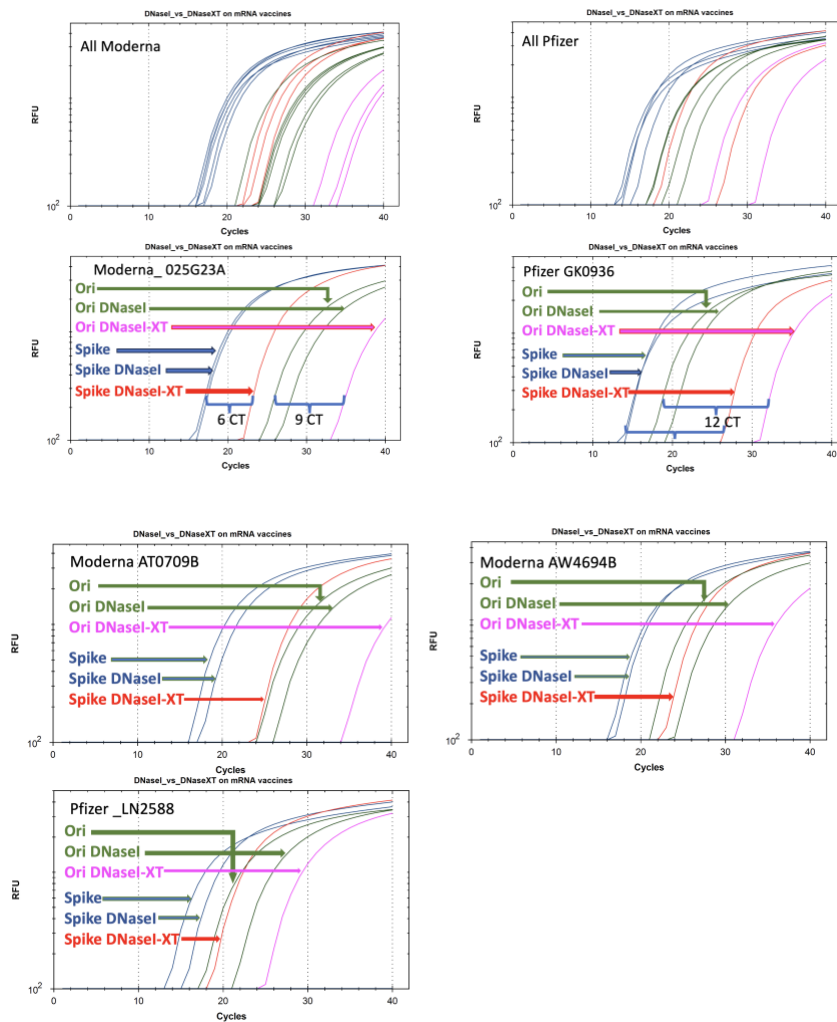 DNaseI_vs_DNaseXT on mRNA vaccines
All Moderna
RFU
10²
0 10 20 30 40
Cycles
DNaseI_vs_DNaseXT on mRNA vaccines
All Pfizer
RFU
10²
0 10 20 30 40
Cycles
DNaseI_vs_DNaseXT on mRNA vaccines
Moderna_ 025G23A
Ori
Ori DNaseI
Ori DNaseI-XT
Spike
Spike DNaseI
Spike DNaseI-XT
6 CT
9 CT
RFU
10²
0 10 20 30 40
Cycles
DNaseI_vs_DNaseXT on mRNA vaccines
Pfizer GK0936
Ori
Ori DNaseI
Ori DNaseI-XT
Spike
Spike DNaseI
Spike DNaseI-XT
12 CT
RFU
10²
0 10 20 30 40
Cycles
DNaseI_vs_DNaseXT on mRNA vaccines
Moderna AT0709B
Ori
Ori DNaseI
Ori DNaseI-XT
Spike
Spike DNaseI
Spike DNaseI-XT
RFU
10²
0 10 20 30 40
Cycles
DNaseI_vs_DNaseXT on mRNA vaccines
Moderna AW4694B
Ori
Ori DNaseI
Ori DNaseI-XT
Spike
Spike DNaseI
Spike DNaseI-XT
RFU
10²
0 10 20 30 40
Cycles
DNaseI_vs_DNaseXT on mRNA vaccines
Pfizer _LN2588
Ori
Ori DNaseI
Ori DNaseI-XT
Spike
Spike DNaseI
Spike DNaseI-XT
RFU
10²
0 10 20 30 40
Cycles